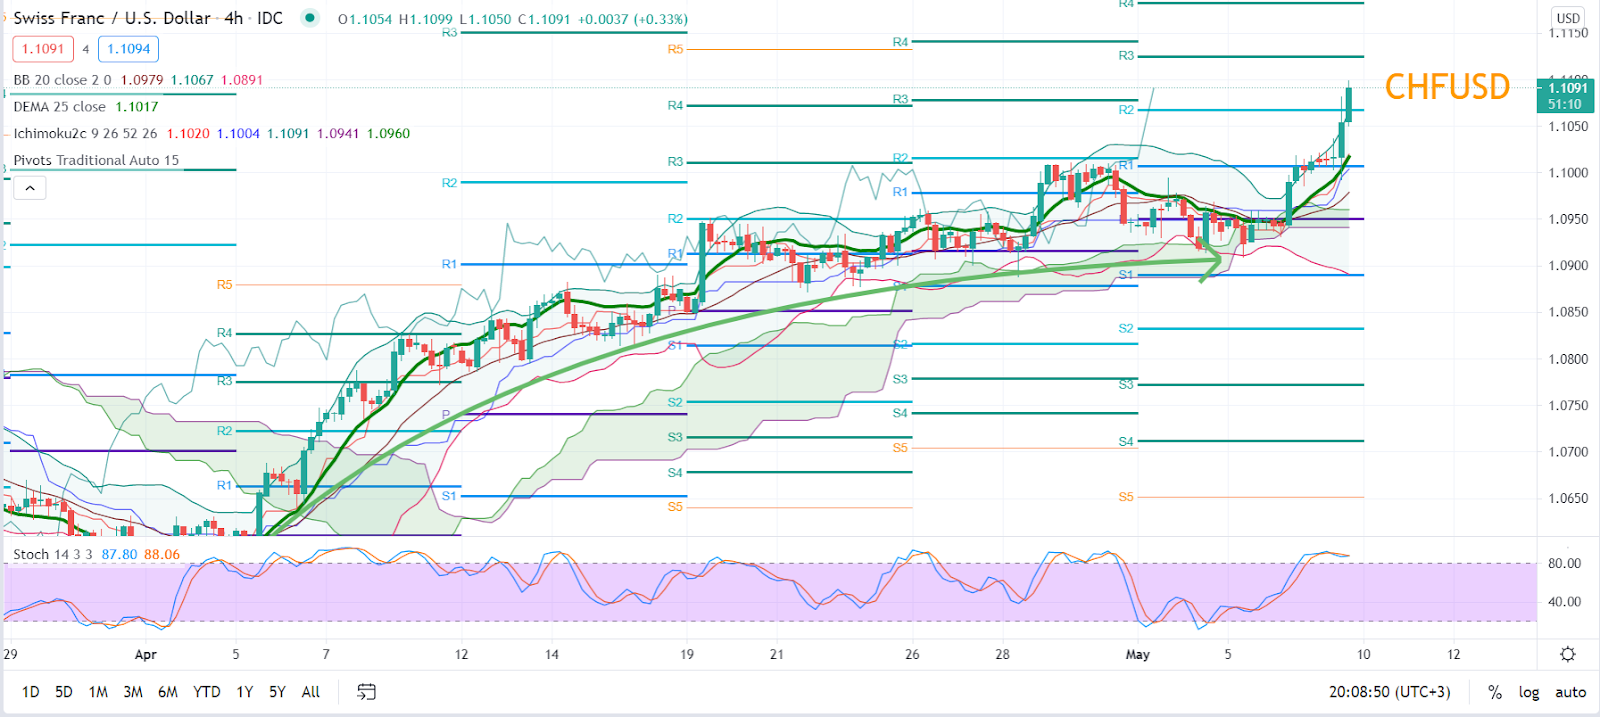 Swiss Franc / U.S. Dollar · 4h · IDC O1.1054 H1.1099 L1.1050 C1.1091 +0.0037 (+0.33%)
1.1091 4 1.1094
BB 20 close 2 0 1.0979 1.1067 1.0891
DEMA 25 close 1.1017
Ichimoku2c 9 26 52 26 1.1020 1.1004 1.1091 1.0941 1.0960
Pivots Traditional Auto 15
CHFUSD
USD
1.1150
1.1100
1.1091
51:10
1.1050
1.1000
1.0950
1.0900
1.0850
1.0800
1.0750
1.0700
1.0650
R5
R4
R3
R2
R1
R3
R2
R1
P
S1
R5
R4
R3
R2
R1
P
S1
S2
S3
S4
S5
R4
R3
R2
R1
S2
S3
S4
S5
R4
R3
R2
R1
S1
S2
S3
S4
S5
Stoch 14 3 3 87.80 88.06
80.00
40.00
29 Apr 5 7 12 14 19 21 26 28 May 5 10 12
1D 5D 1M 3M 6M YTD 1Y 5Y All 20:08:50 (UTC+3) % log auto